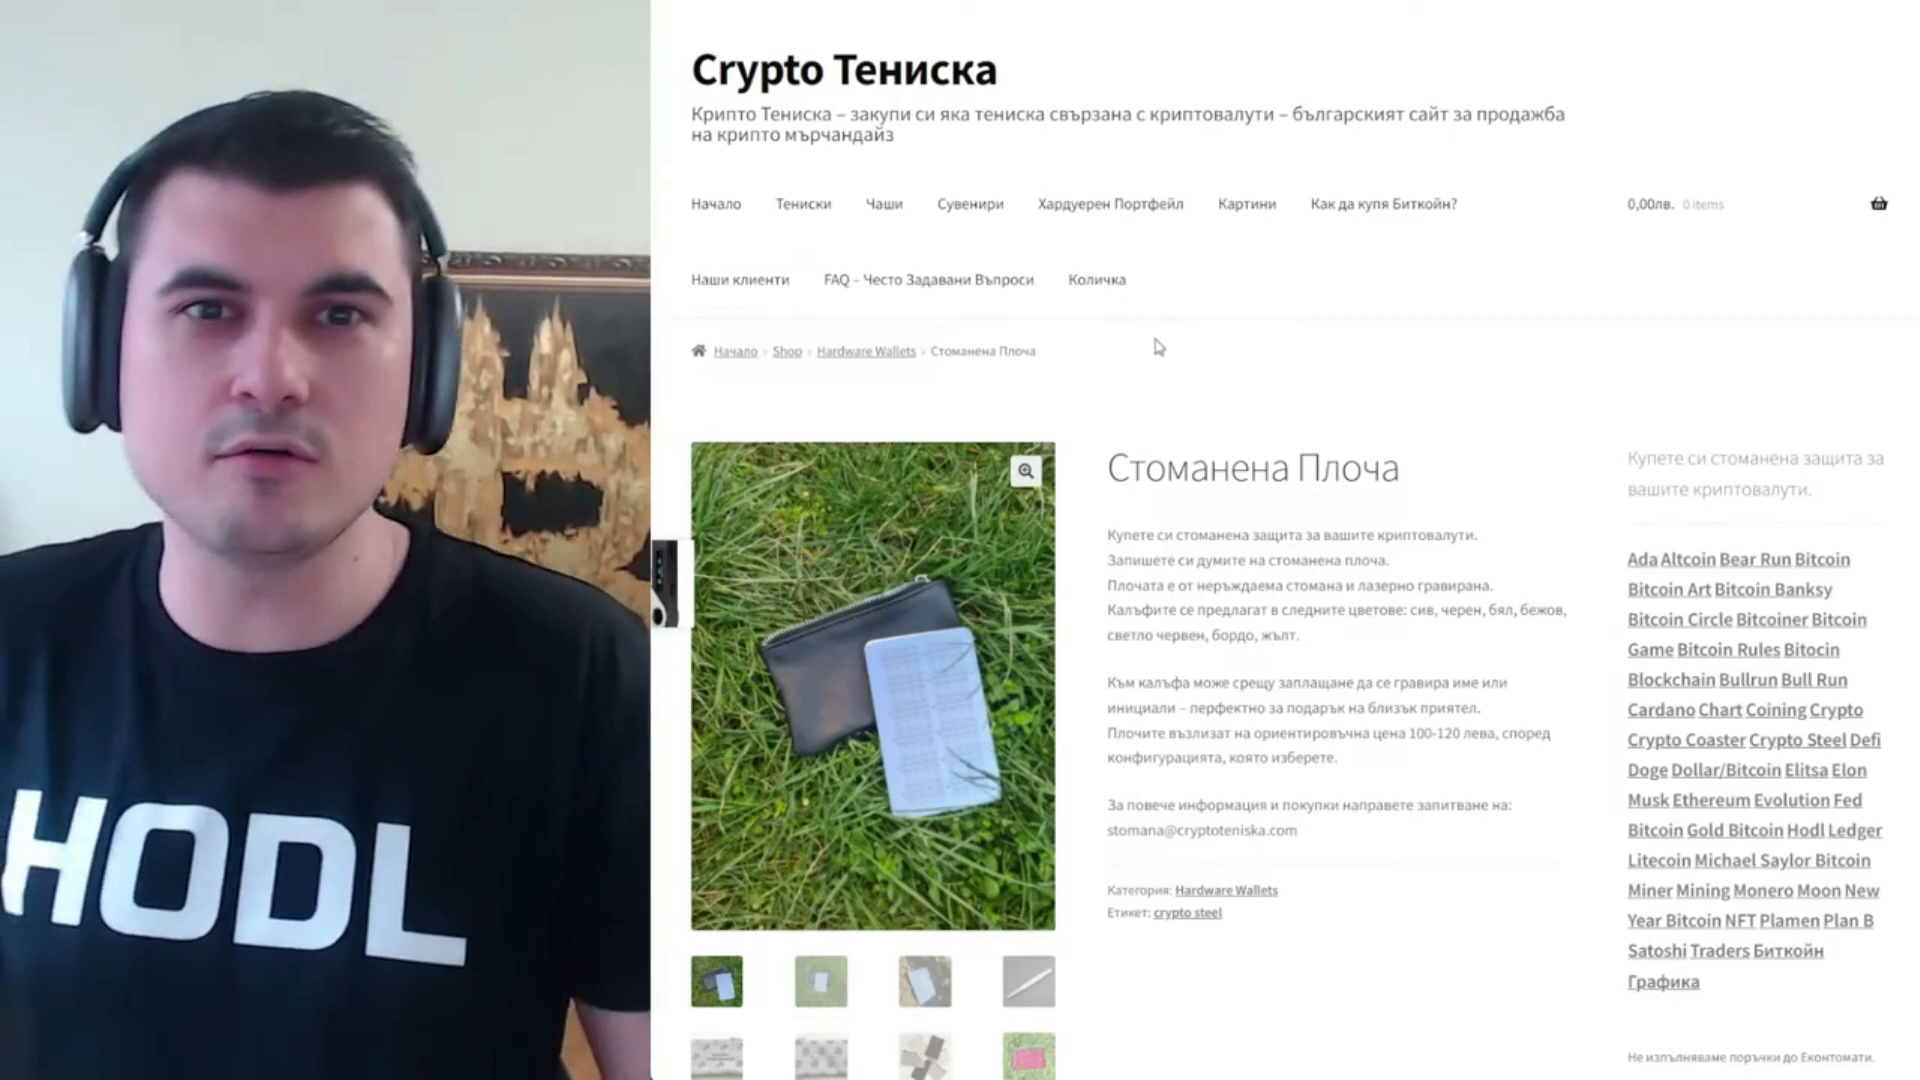 Crypto Тениска
Крипто Тениска – закупи си яка тениска свързана с криптовалути – българският сайт за продажба
на крипто мърчандайз
Начало Тениски Чаши Сувенири Хардуерен Портфейл Картини Как да купя Биткойн? 0,00лв. 0 items
Наши клиенти FAQ – Често Задавани Въпроси Количка
Начало › Shop › Hardware Wallets › Стоманена Плоча
Стоманена Плоча
Купете си стоманена защита за вашите криптовалути.
Запишете си думите на стоманена плоча.
Плочата е от неръждаема стомана и лазерно гравирана.
Калъфите се предлагат в следните цветове: сив, черен, бял, бежов,
светло червен, бордо, жълт.
Към калъфа може срещу заплащане да се гравира име или
инициали – перфектно за подарък на близък приятел.
Плочите възлизат на ориентировъчна цена 100-120 лева, според
конфигурацията, която изберете.
За повече информация и покупки направете запитване на:
stomana@cryptoteniska.com
Категория: Hardware Wallets
Етикет: crypto steel
Купете си стоманена защита за
вашите криптовалути.
Ada Altcoin Bear Run Bitcoin
Bitcoin Art Bitcoin Banksy
Bitcoin Circle Bitcoiner Bitcoin
Game Bitcoin Rules Bitocin
Blockchain Bullrun Bull Run
Cardano Chart Coining Crypto
Crypto Coaster Crypto Steel Defi
Doge Dollar/Bitcoin Elitsa Elon
Musk Ethereum Evolution Fed
Bitcoin Gold Bitcoin Hodl Ledger
Litecoin Michael Saylor Bitcoin
Miner Mining Monero Moon New
Year Bitcoin NFT Plamen Plan B
Satoshi Traders Биткойн
Графика
Не изпълняваме поръчки до Еконтомати.
HODL